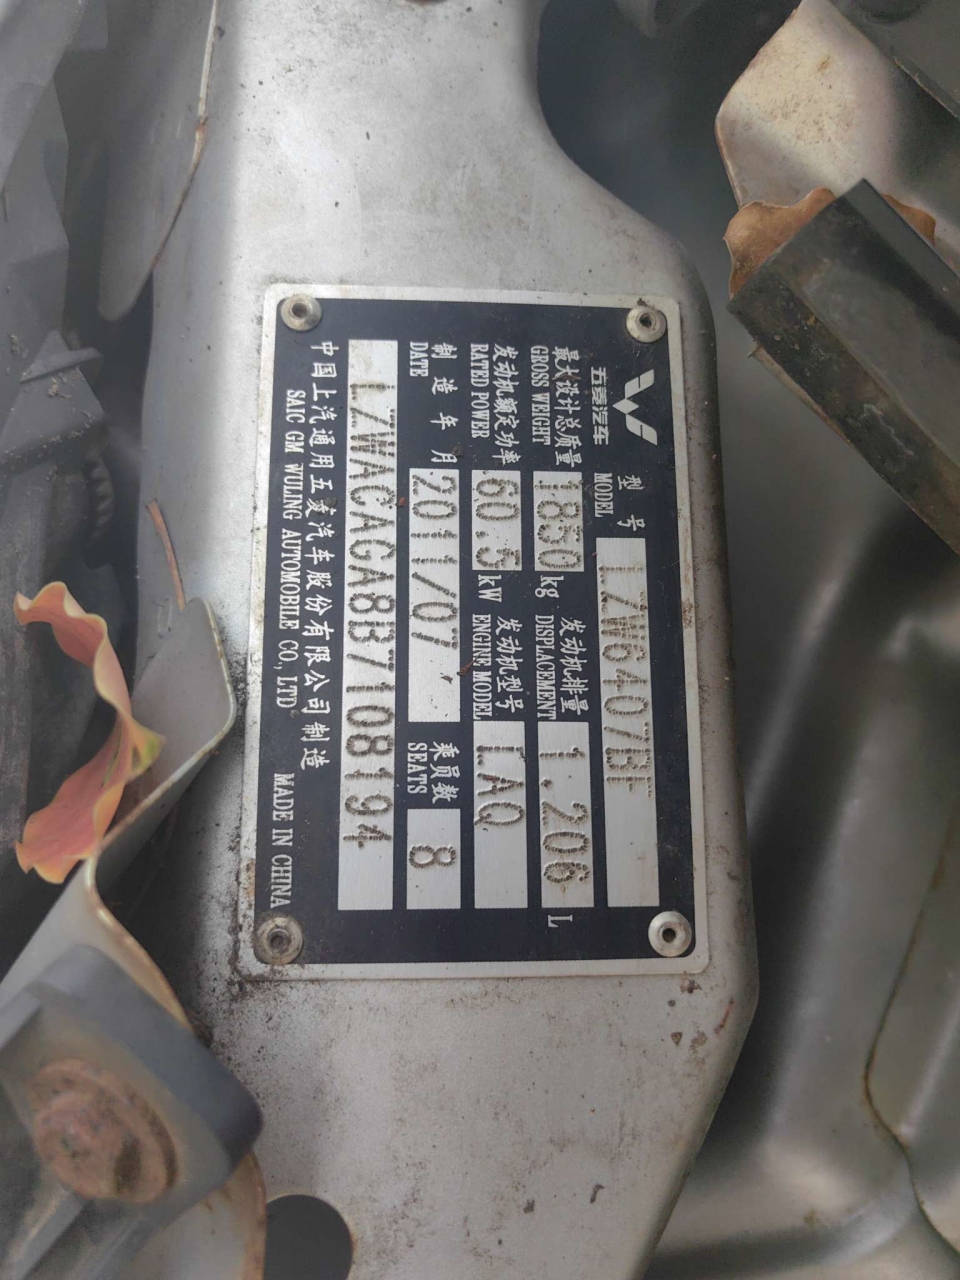 五菱汽车
型号 MODEL LZW6407BF
最大设计总质量 GROSS WEIGHT 1850 kg 发动机排量 DISPLACEMENT 1.206 L
发动机额定功率 RATED POWER 60.5 kW 发动机型号 ENGINE MODEL LAQ
制造年月 DATE 2011/07 乘员数 SEATS 8
LZWACAGA8B7108194
中国上汽通用五菱汽车股份有限公司制造
SAIC GM WULING AUTOMOBILE CO., LTD MADE IN CHINA